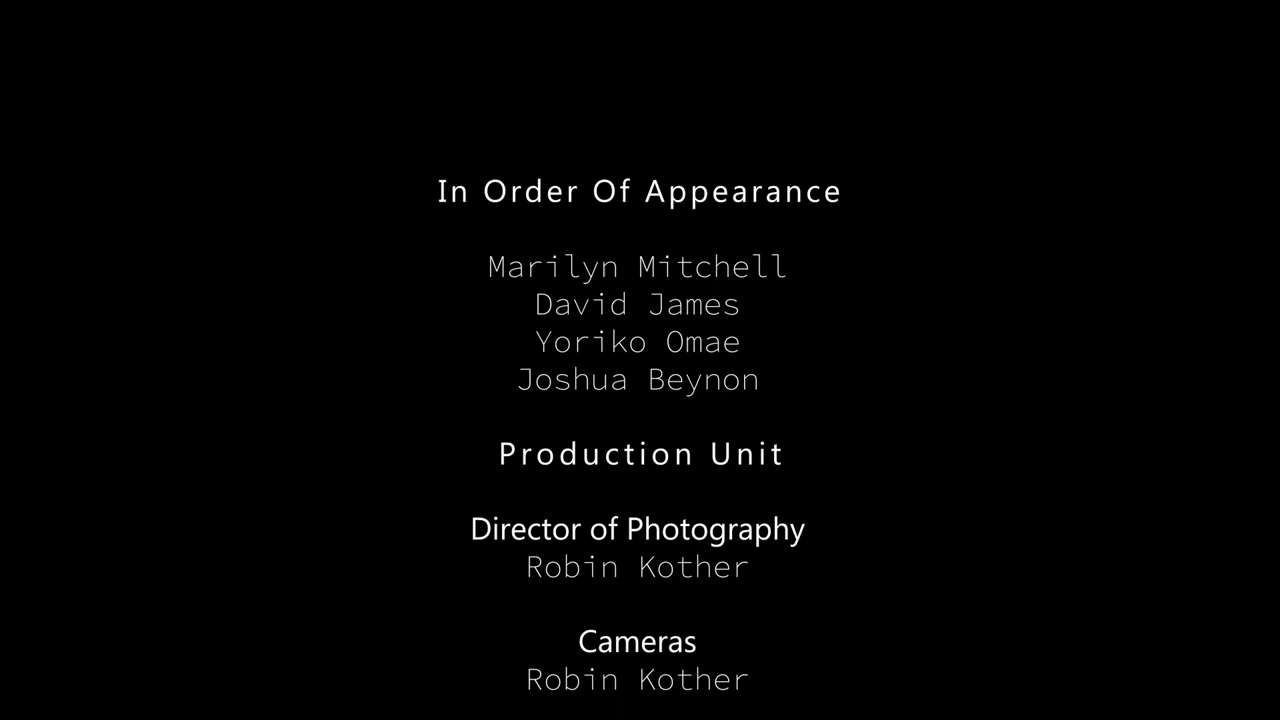 In Order Of Appearance
Marilyn Mitchell
David James
Yoriko Omae
Joshua Beynon
Production Unit
Director of Photography
Robin Kother
Cameras
Robin Kother